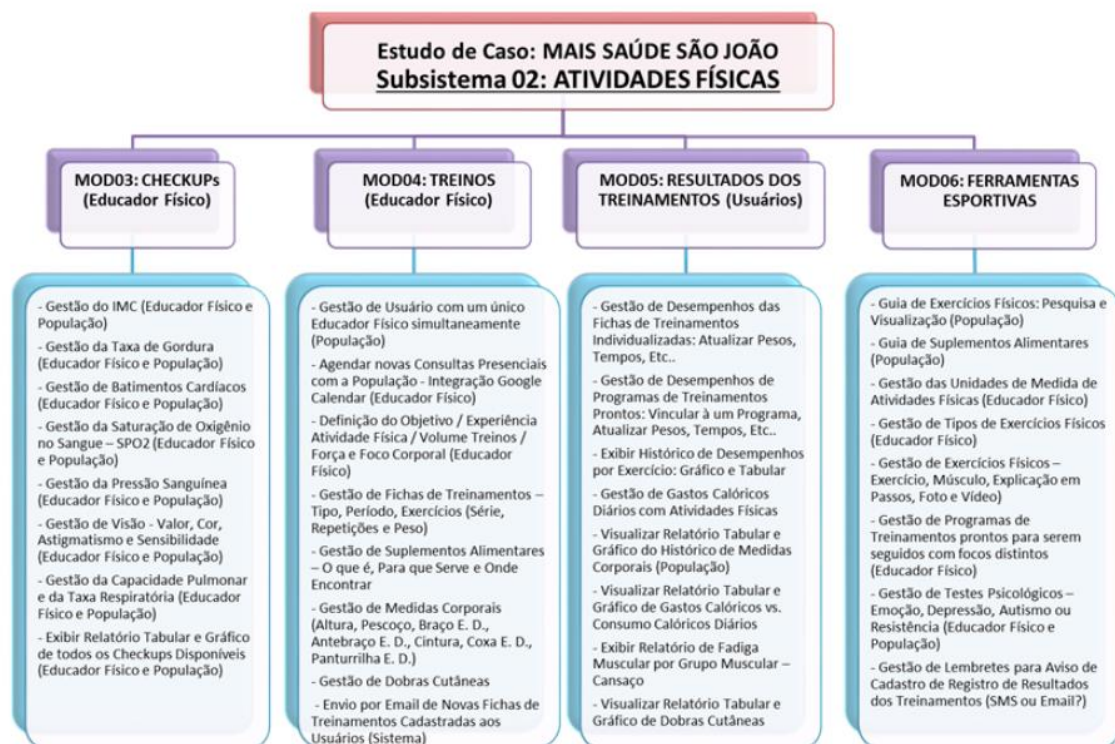 Estudo de Caso: MAIS SAÚDE SÃO JOÃO
Subsistema 02: ATIVIDADES FÍSICAS
MOD03: CHECKUPs
(Educador Físico)
- Gestão do IMC (Educador Físico e
População)
- Gestão da Taxa de Gordura
(Educador Físico e População)
- Gestão de Batimentos Cardíacos
(Educador Físico e População)
- Gestão da Saturação de Oxigênio
no Sangue – SPO2 (Educador Físico
e População)
- Gestão da Pressão Sanguínea
(Educador Físico e População)
- Gestão de Visão - Valor, Cor,
Astigmatismo e Sensibilidade
(Educador Físico e População)
- Gestão da Capacidade Pulmonar
e da Taxa Respiratória (Educador
Físico e População)
- Exibir Relatório Tabular e Gráfico
de todos os Checkups Disponíveis
(Educador Físico e População)
MOD04: TREINOS
(Educador Físico)
- Gestão de Usuário com um único
Educador Físico simultaneamente
(População)
- Agendar novas Consultas Presenciais
com a População - Integração Google
Calendar (Educador Físico)
- Definição do Objetivo / Experiência
Atividade Física / Volume Treinos /
Força e Foco Corporal (Educador
Físico)
- Gestão de Fichas de Treinamentos –
Tipo, Período, Exercícios (Série,
Repetições e Peso)
- Gestão de Suplementos Alimentares
– O que é, Para que Serve e Onde
Encontrar
- Gestão de Medidas Corporais
(Altura, Pescoço, Braço E. D.,
Antebraço E. D., Cintura, Coxa E. D.,
Panturrilha E. D.)
- Gestão de Dobras Cutâneas
- Envio por Email de Novas Fichas de
Treinamentos Cadastradas aos
Usuários (Sistema)
MOD05: RESULTADOS DOS
TREINAMENTOS (Usuários)
- Gestão de Desempenhos das
Fichas de Treinamentos
Individualizadas: Atualizar Pesos,
Tempos, Etc..
- Gestão de Desempenhos de
Programas de Treinamentos
Prontos: Vincular à um Programa,
Atualizar Pesos, Tempos, Etc..
- Exibir Histórico de Desempenhos
por Exercício: Gráfico e Tabular
- Gestão de Gastos Calóricos
Diários com Atividades Físicas
- Visualizar Relatório Tabular e
Gráfico do Histórico de Medidas
Corporais (População)
- Visualizar Relatório Tabular e
Gráfico de Gastos Calóricos vs.
Consumo Calóricos Diários
- Exibir Relatório de Fadiga
Muscular por Grupo Muscular –
Cansaço
- Visualizar Relatório Tabular e
Gráfico de Dobras Cutâneas
MOD06: FERRAMENTAS
ESPORTIVAS
- Guia de Exercícios Físicos: Pesquisa e
Visualização (População)
- Guia de Suplementos Alimentares
(População)
- Gestão das Unidades de Medida de
Atividades Físicas (Educador Físico)
- Gestão de Tipos de Exercícios Físicos
(Educador Físico)
- Gestão de Exercícios Físicos –
Exercício, Músculo, Explicação em
Passos, Foto e Vídeo)
- Gestão de Programas de
Treinamentos prontos para serem
seguidos com focos distintos
(Educador Físico)
- Gestão de Testes Psicológicos –
Emoção, Depressão, Autismo ou
Resistência (Educador Físico e
População)
- Gestão de Lembretes para Aviso de
Cadastro de Registro de Resultados
dos Treinamentos (SMS ou Email?)